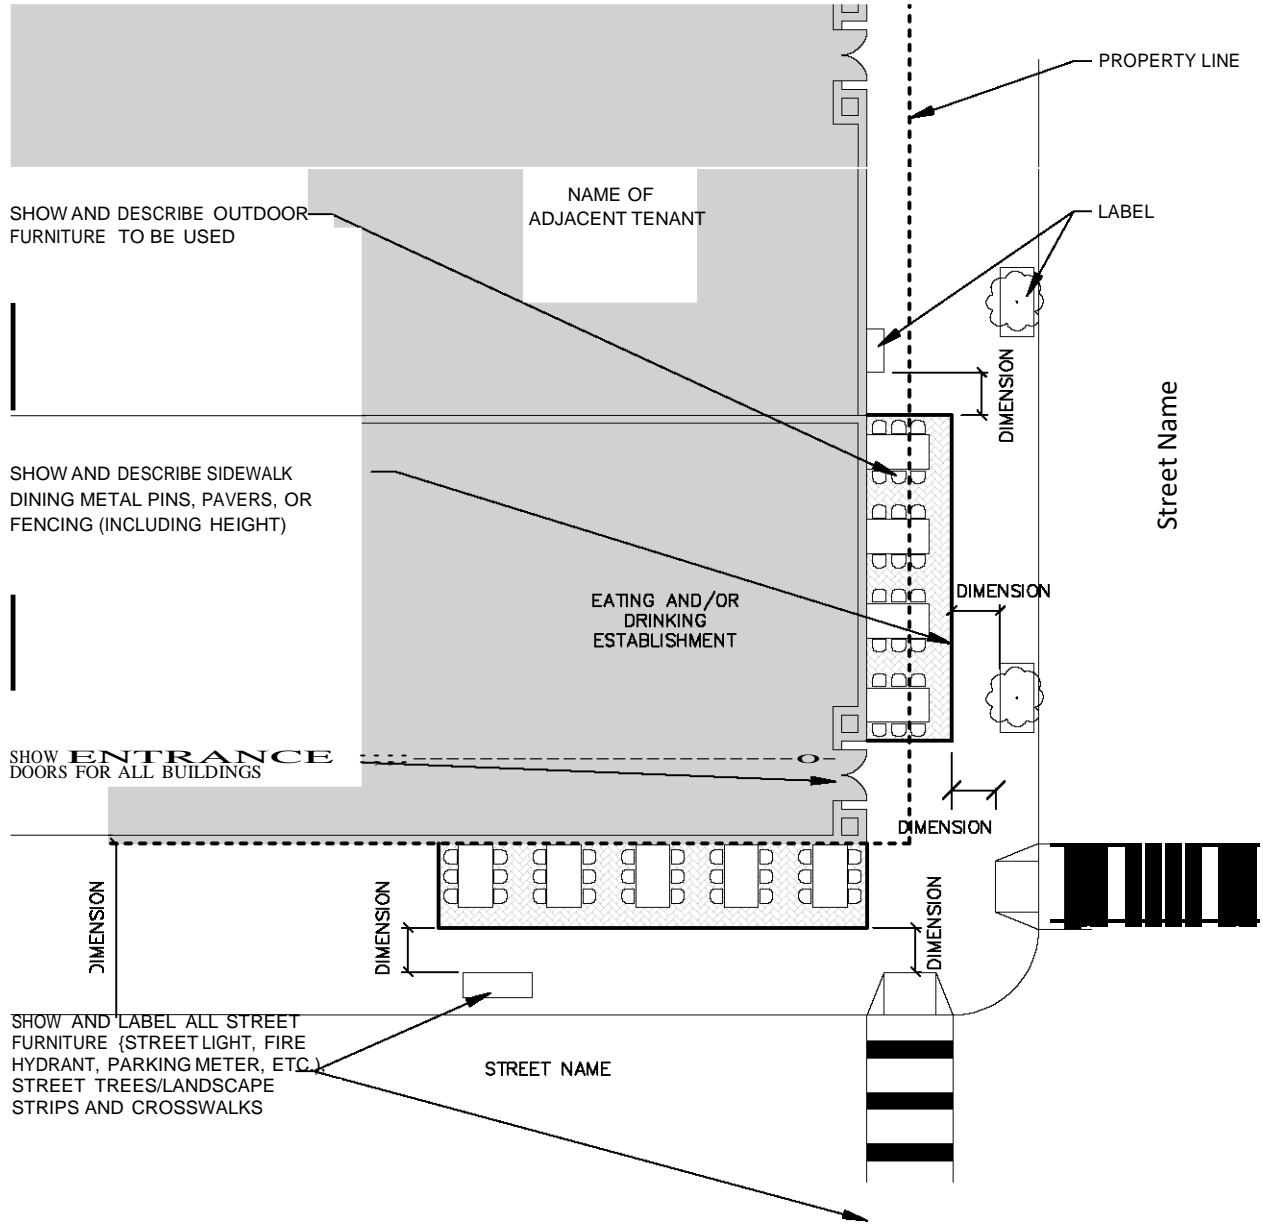 PROPERTY LINE
NAME OF
ADJACENT TENANT
SHOW AND DESCRIBE OUTDOOR
FURNITURE TO BE USED
LABEL
DIMENSION
Street Name
SHOW AND DESCRIBE SIDEWALK
DINING METAL PINS, PAVERS, OR
FENCING (INCLUDING HEIGHT)
EATING AND/OR
DRINKING
ESTABLISHMENT
DIMENSION
SHOW ENTRANCE
DOORS FOR ALL BUILDINGS
DIMENSION
DIMENSION
DIMENSION
DIMENSION
SHOW AND LABEL ALL STREET
FURNITURE {STREET LIGHT, FIRE
HYDRANT, PARKING METER, ETC.)
STREET TREES/LANDSCAPE
STRIPS AND CROSSWALKS
STREET NAME